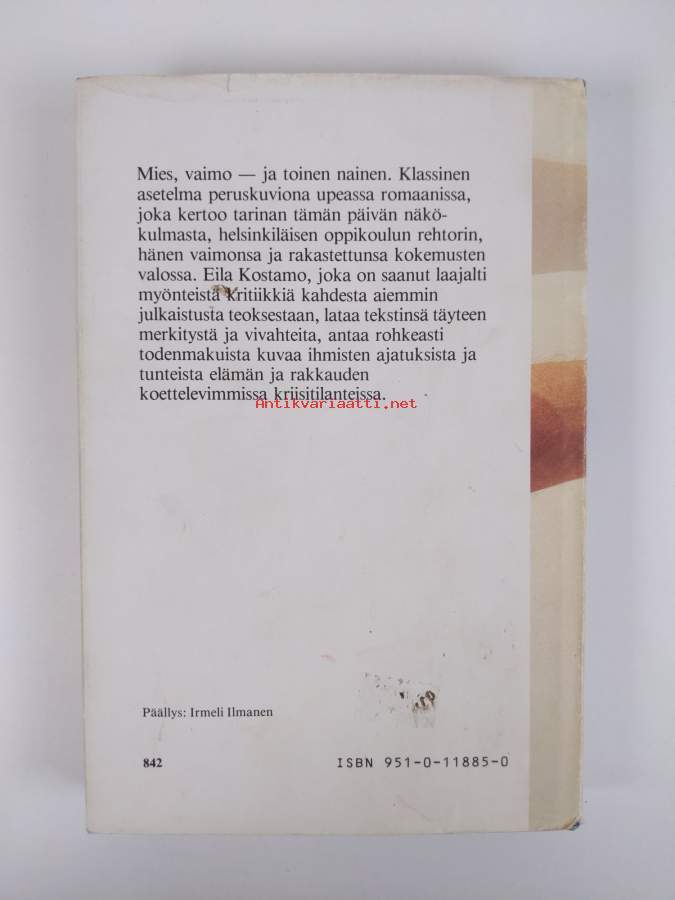 Mies, vaimo — ja toinen nainen. Klassinen
asetelma peruskuviona upeassa romaanissa,
joka kertoo tarinan tämän päivän näkö-
kulmasta, helsinkiläisen oppikoulun rehtorin,
hänen vaimonsa ja rakastettunsa kokemusten
valossa. Eila Kostamo, joka on saanut laajalti
myönteistä kritiikkiä kahdesta aiemmin
julkaistusta teoksestaan, lataa tekstinsä täyteen
merkitystä ja vivahteita, antaa rohkeasti
todenmakuista kuvaa ihmisten ajatuksista ja
tunteista elämän ja rakkauden
koettelevimmissa kriisitilanteissa.
Antikvariaatti.net
Päällys: Irmeli Ilmanen
842 ISBN 951-0-11885-0